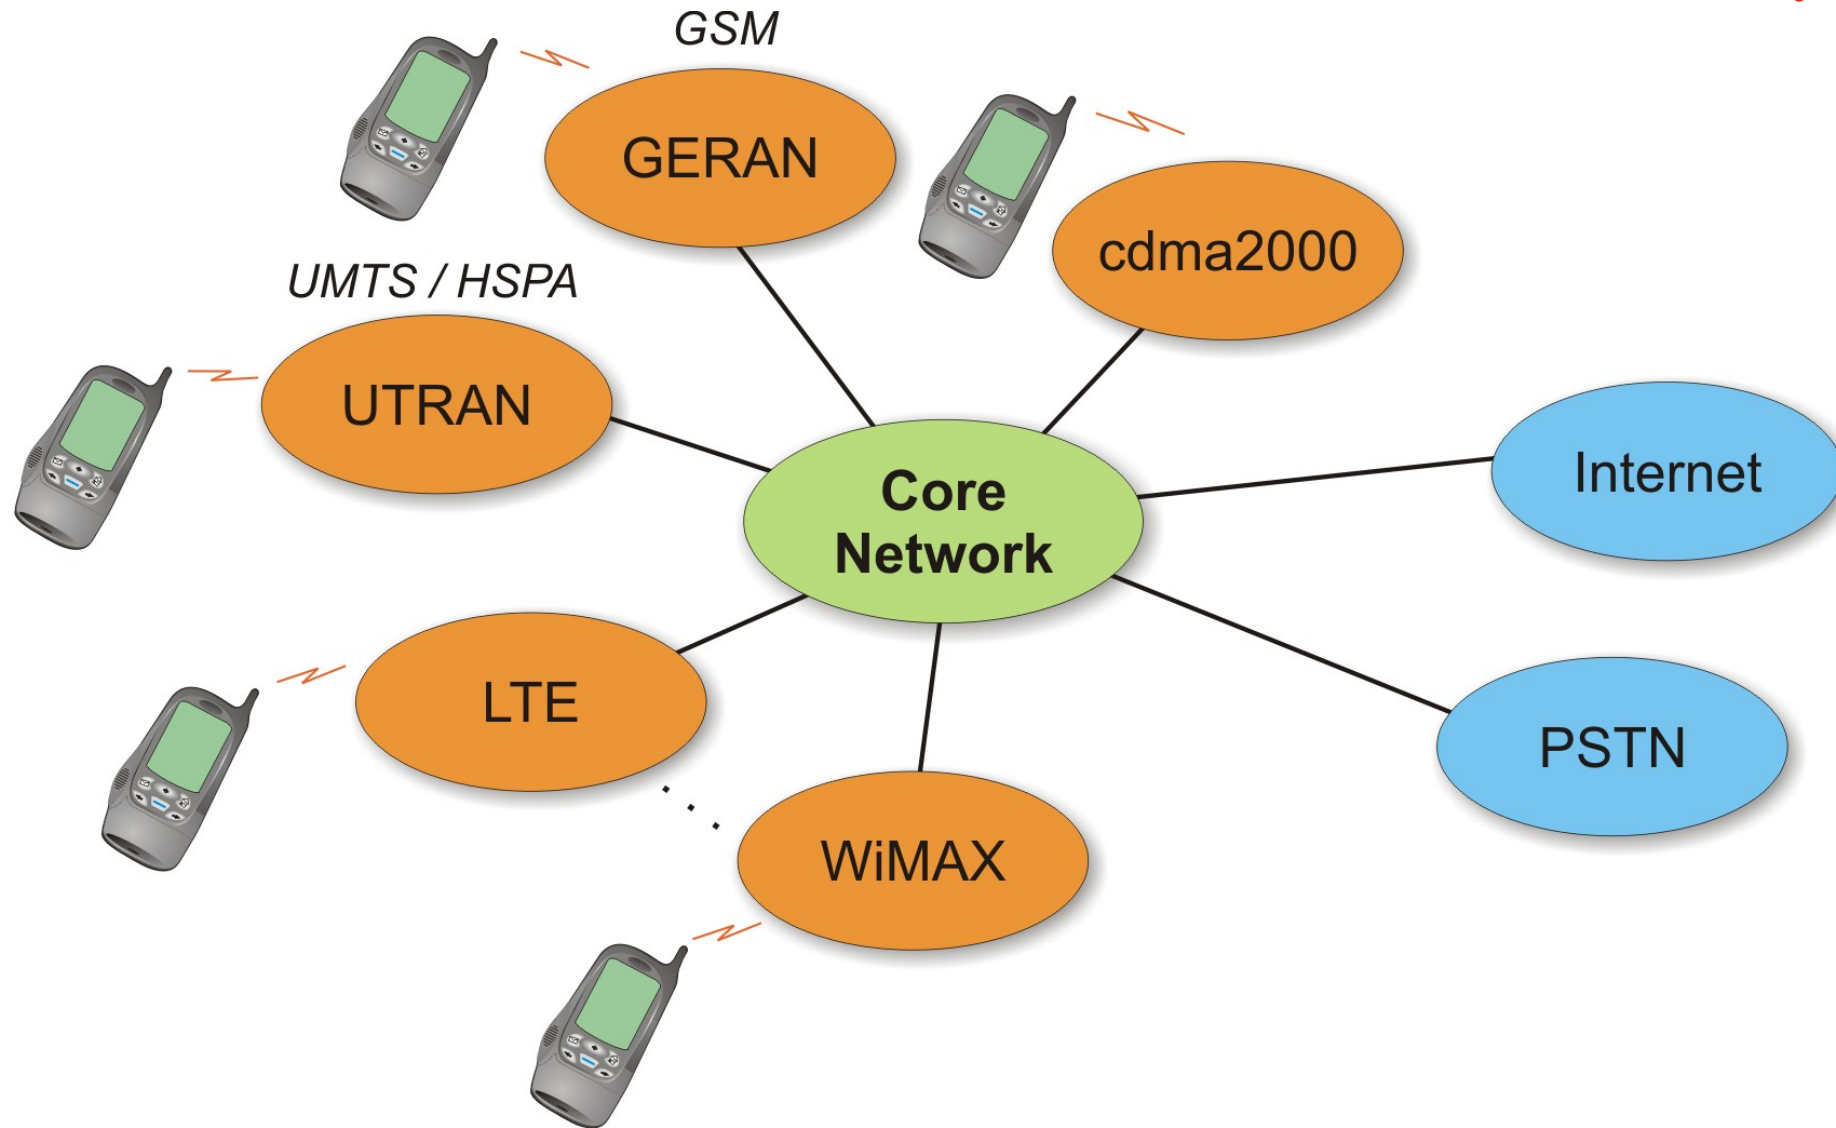 GSM
GERAN
cdma2000
UMTS / HSPA
UTRAN
Core
Network
Internet
LTE
PSTN
WiMAX